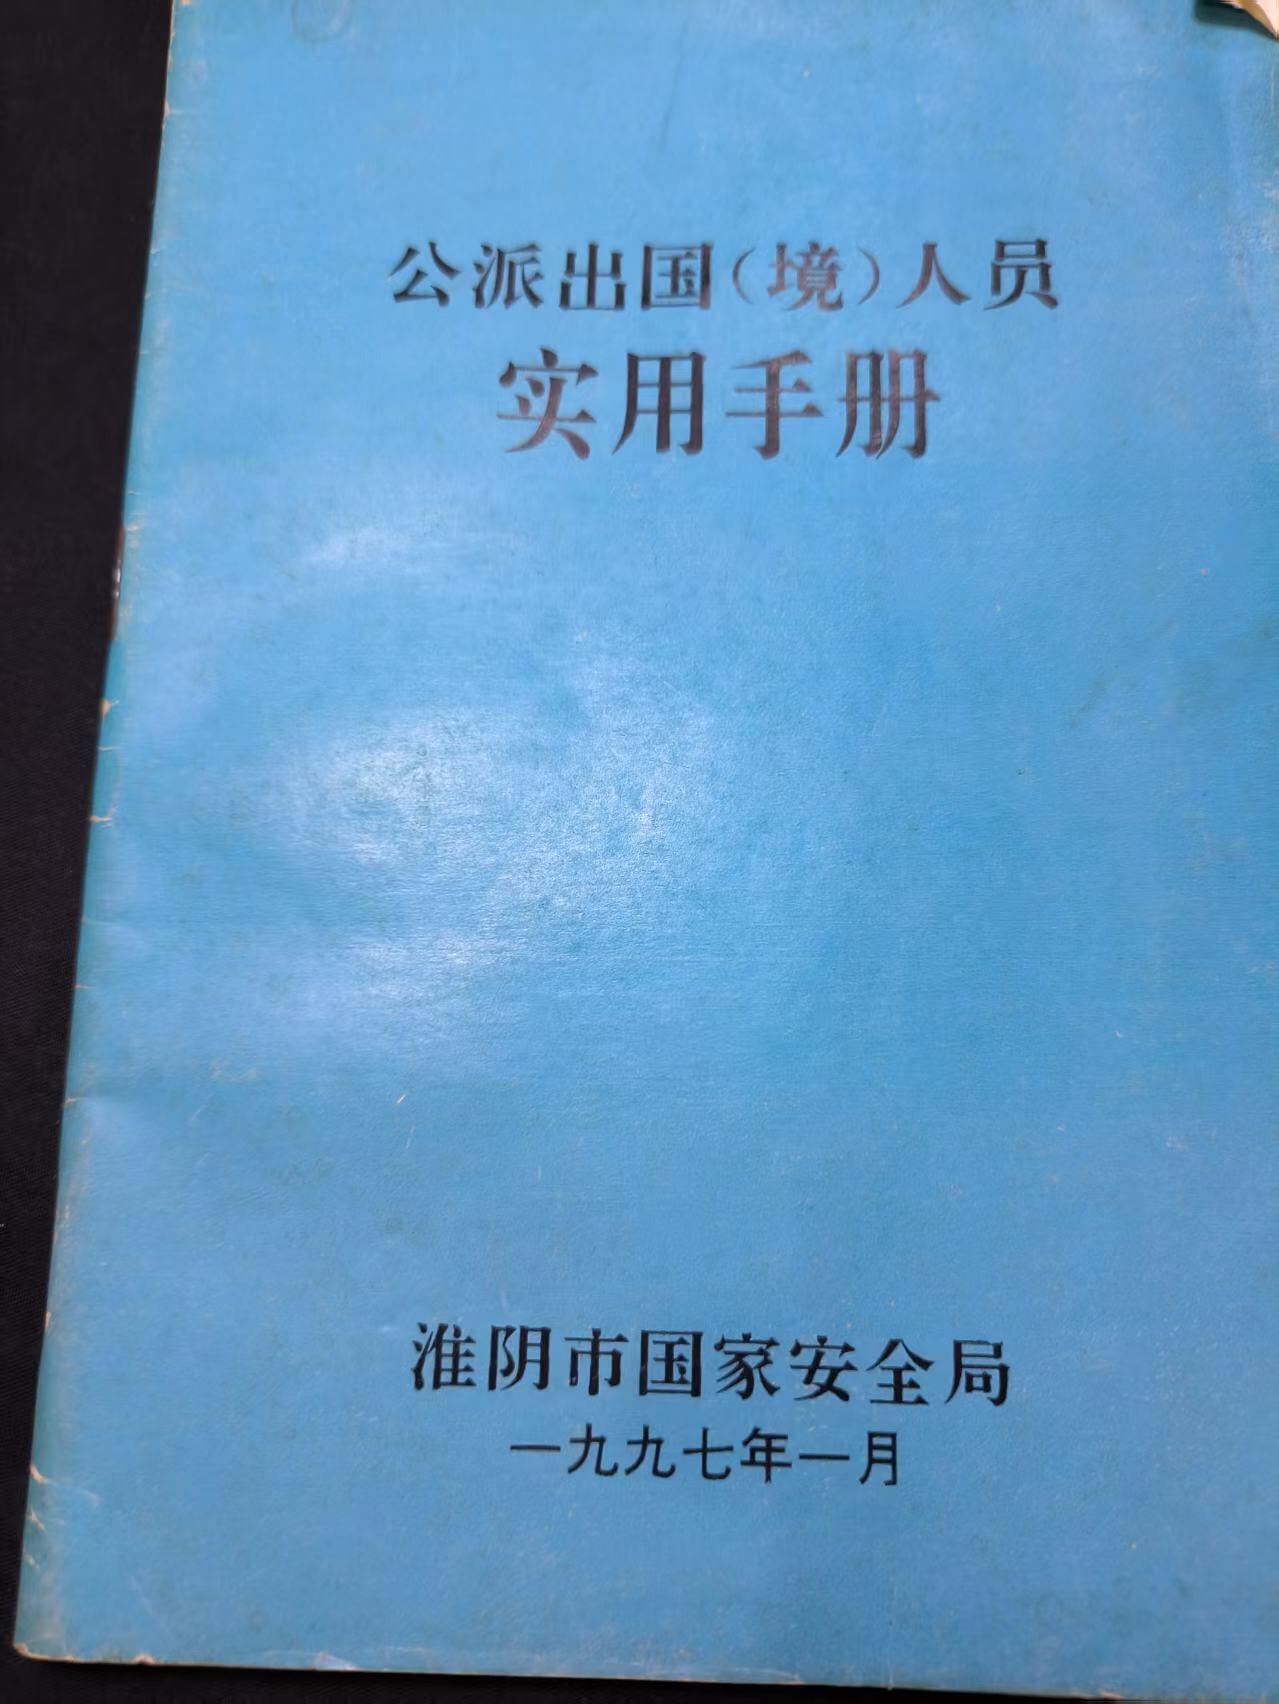 公派出国（境）人员
实用手册
淮阴市国家安全局
一九九七年一月